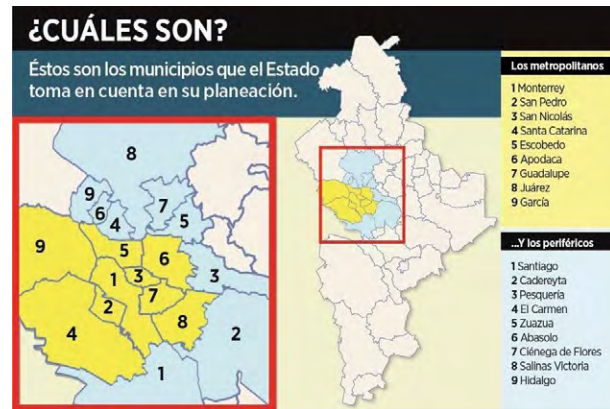 ¿CUÁLES SON?
Éstos son los municipios que el Estado
toma en cuenta en su planeación.
8
9
6
4
7
5
9
5
6
3
1
3
2
7
4
8
2
1
Los metropolitanos
1 Monterrey
2 San Pedro
3 San Nicolás
4 Santa Catarina
5 Escobedo
6 Apodaca
7 Guadalupe
8 Juárez
9 García
...Y los periféricos
1 Santiago
2 Cadereyta
3 Pesquería
4 El Carmen
5 Zuazua
6 Abasolo
7 Ciénega de Flores
8 Salinas Victoria
9 Hidalgo